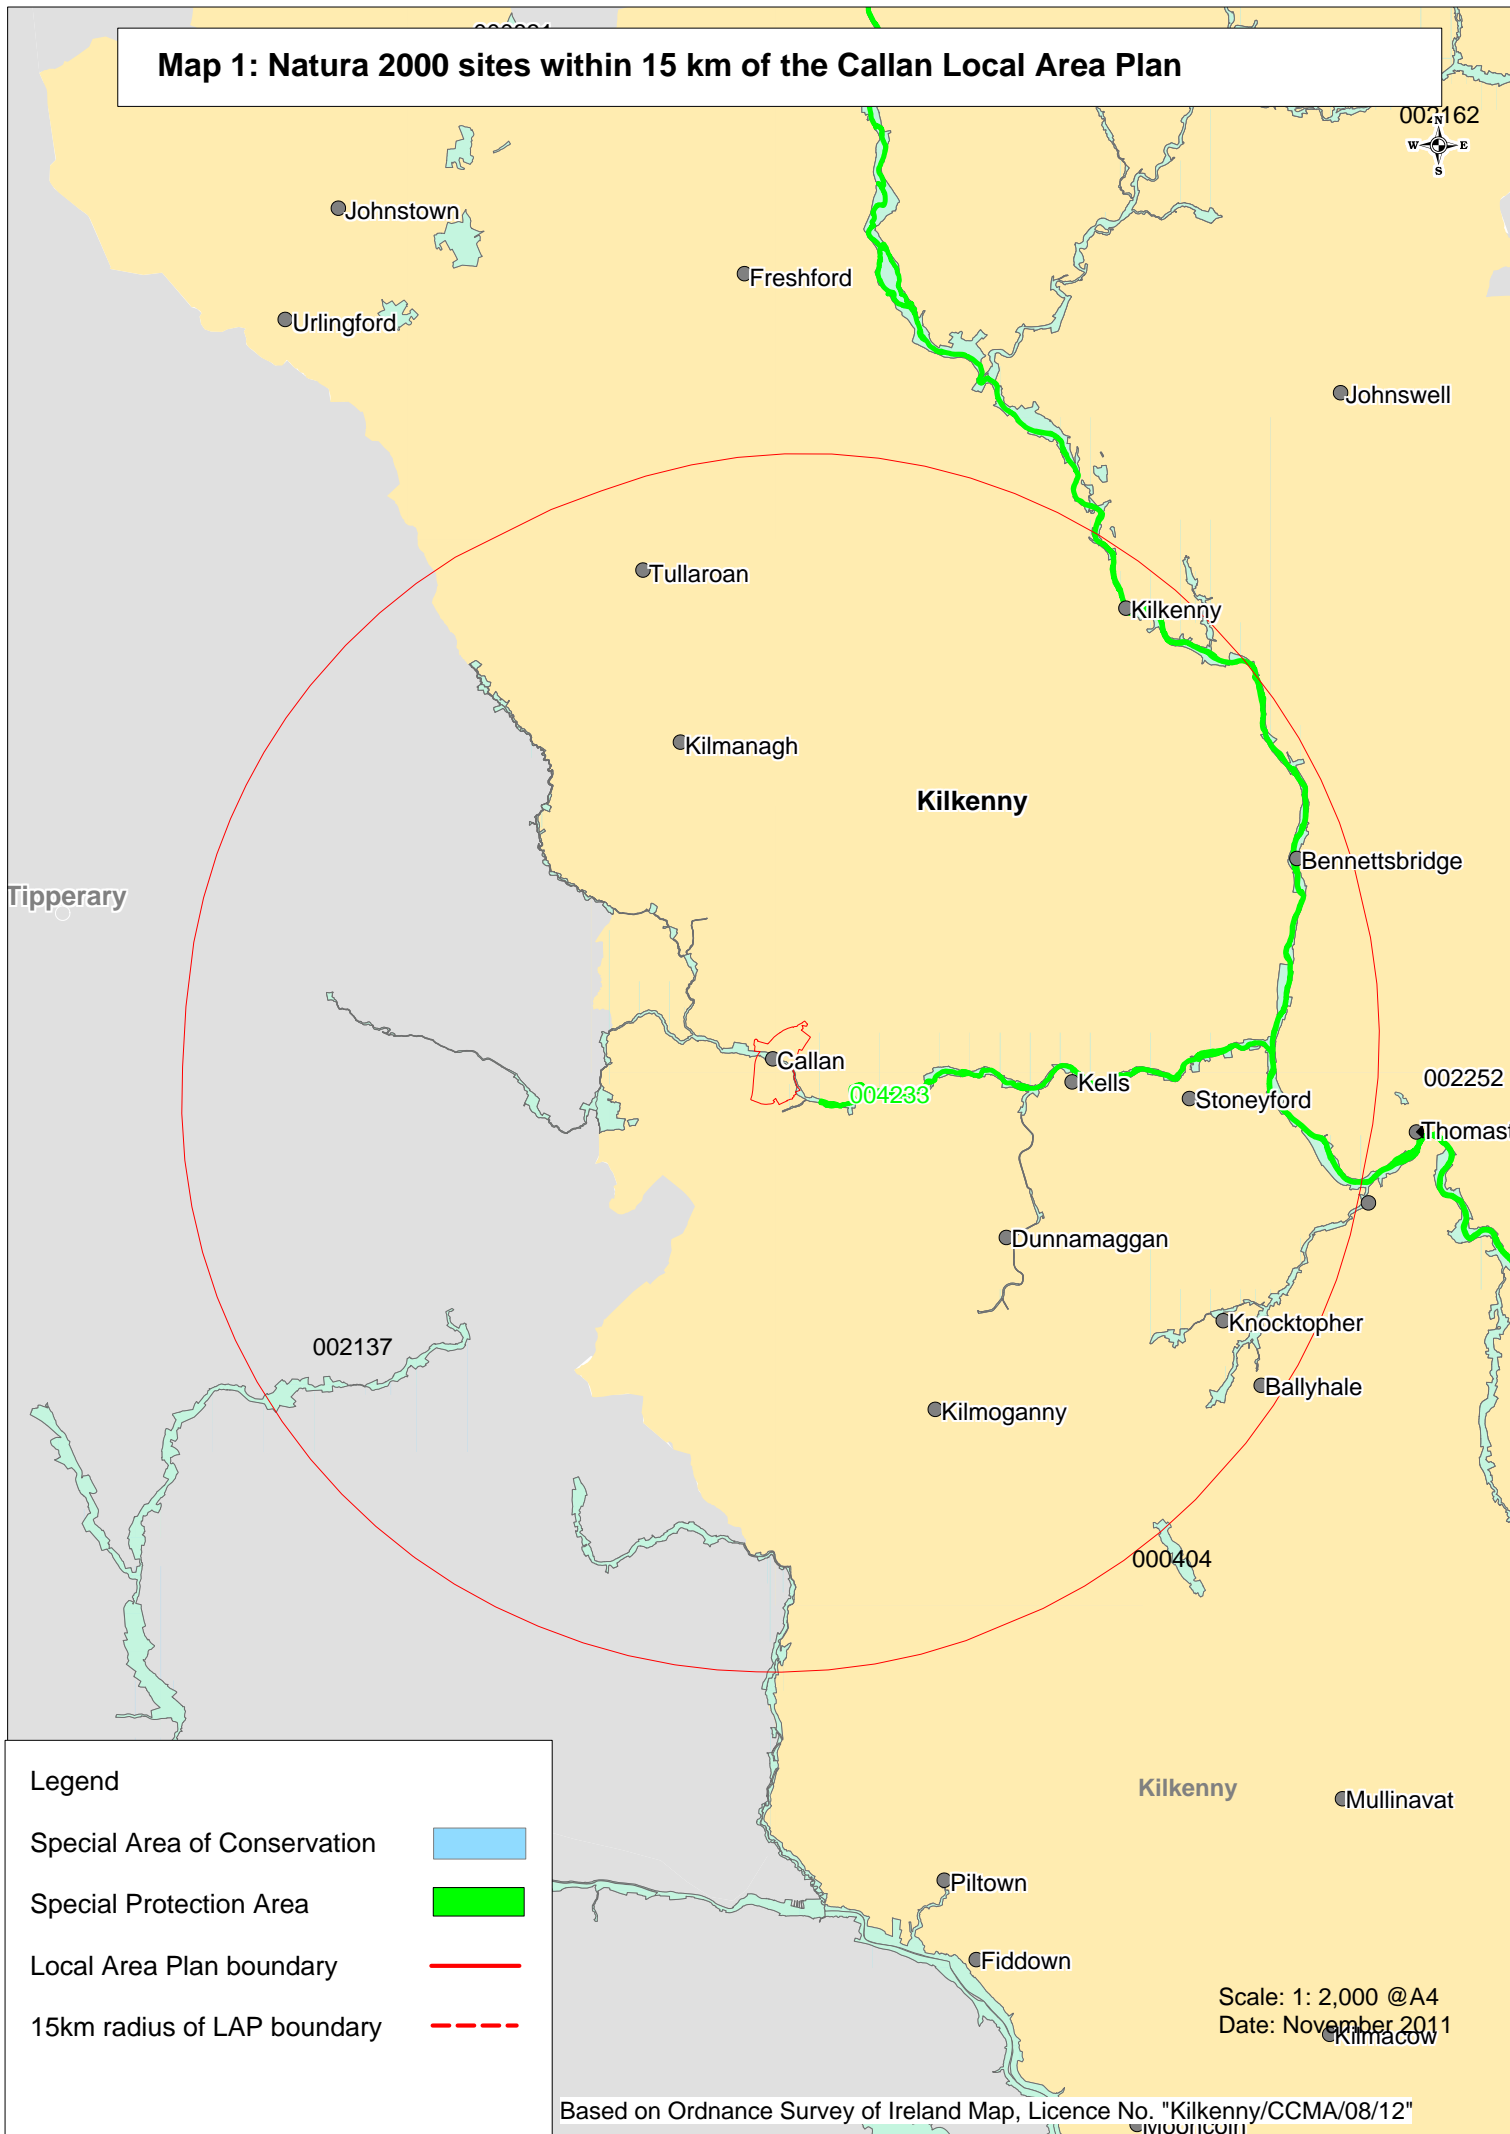 Map 1: Natura 2000 sites within 15 km of the Callan Local Area Plan
002162
N
W E
S
Johnstown
Freshford
Urlingford
Johnswell
Tullaroan
Kilkenny
Kilmanagh
Kilkenny
Bennettsbridge
Tipperary
Callan
004233
Kells
002252
Stoneyford
Thomast
Dunnamaggan
002137
Knocktopher
Ballyhale
Kilmoganny
000404
Legend
Special Area of Conservation
Special Protection Area
Local Area Plan boundary
15km radius of LAP boundary
Kilkenny
Mullinavat
Piltown
Fiddown
Scale: 1: 2,000 @A4
Date: November 2011
Kilmacow
Based on Ordnance Survey of Ireland Map, Licence No. "Kilkenny/CCMA/08/12"
Mooncoin